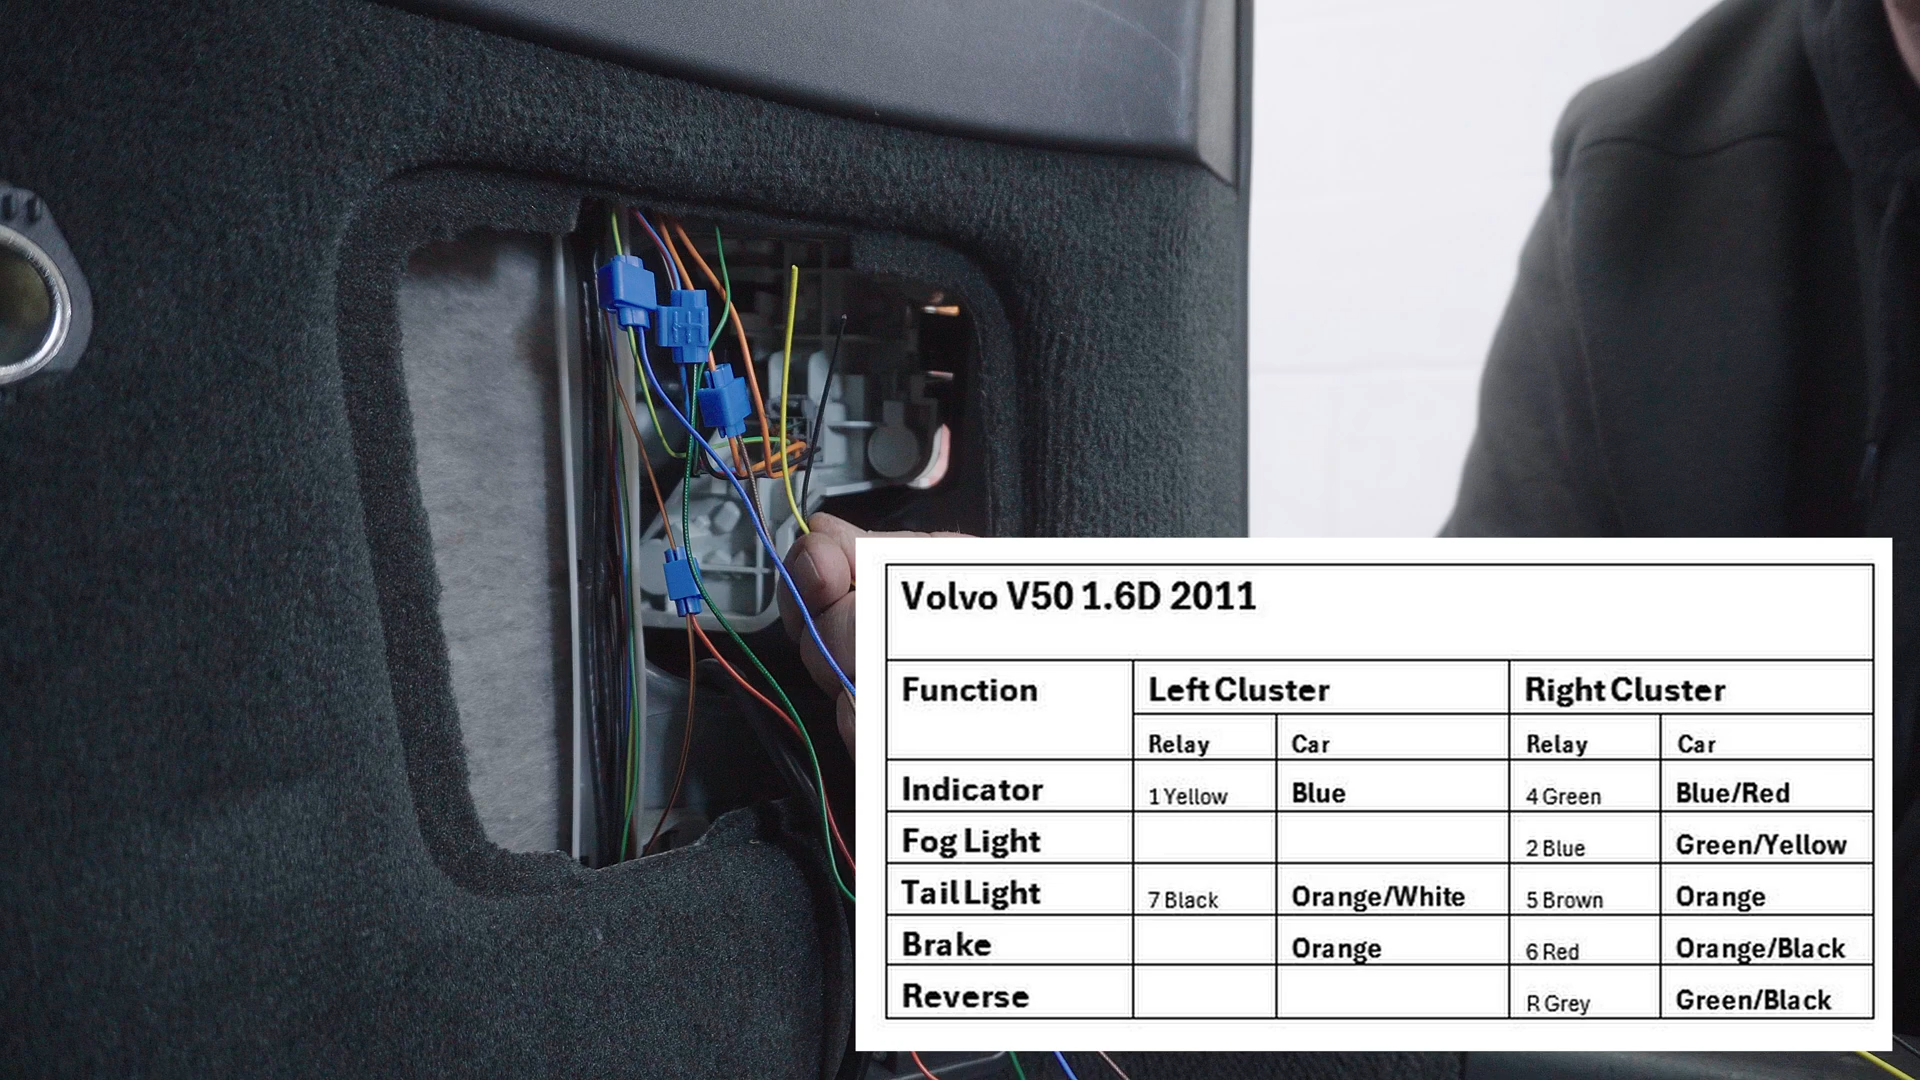 Volvo V50 1.6D 2011
Function Left Cluster Right Cluster
Relay Car Relay Car
Indicator 1 Yellow Blue 4 Green Blue/Red
Fog Light 2 Blue Green/Yellow
Tail Light 7 Black Orange/White 5 Brown Orange
Brake Orange 6 Red Orange/Black
Reverse R Grey Green/Black